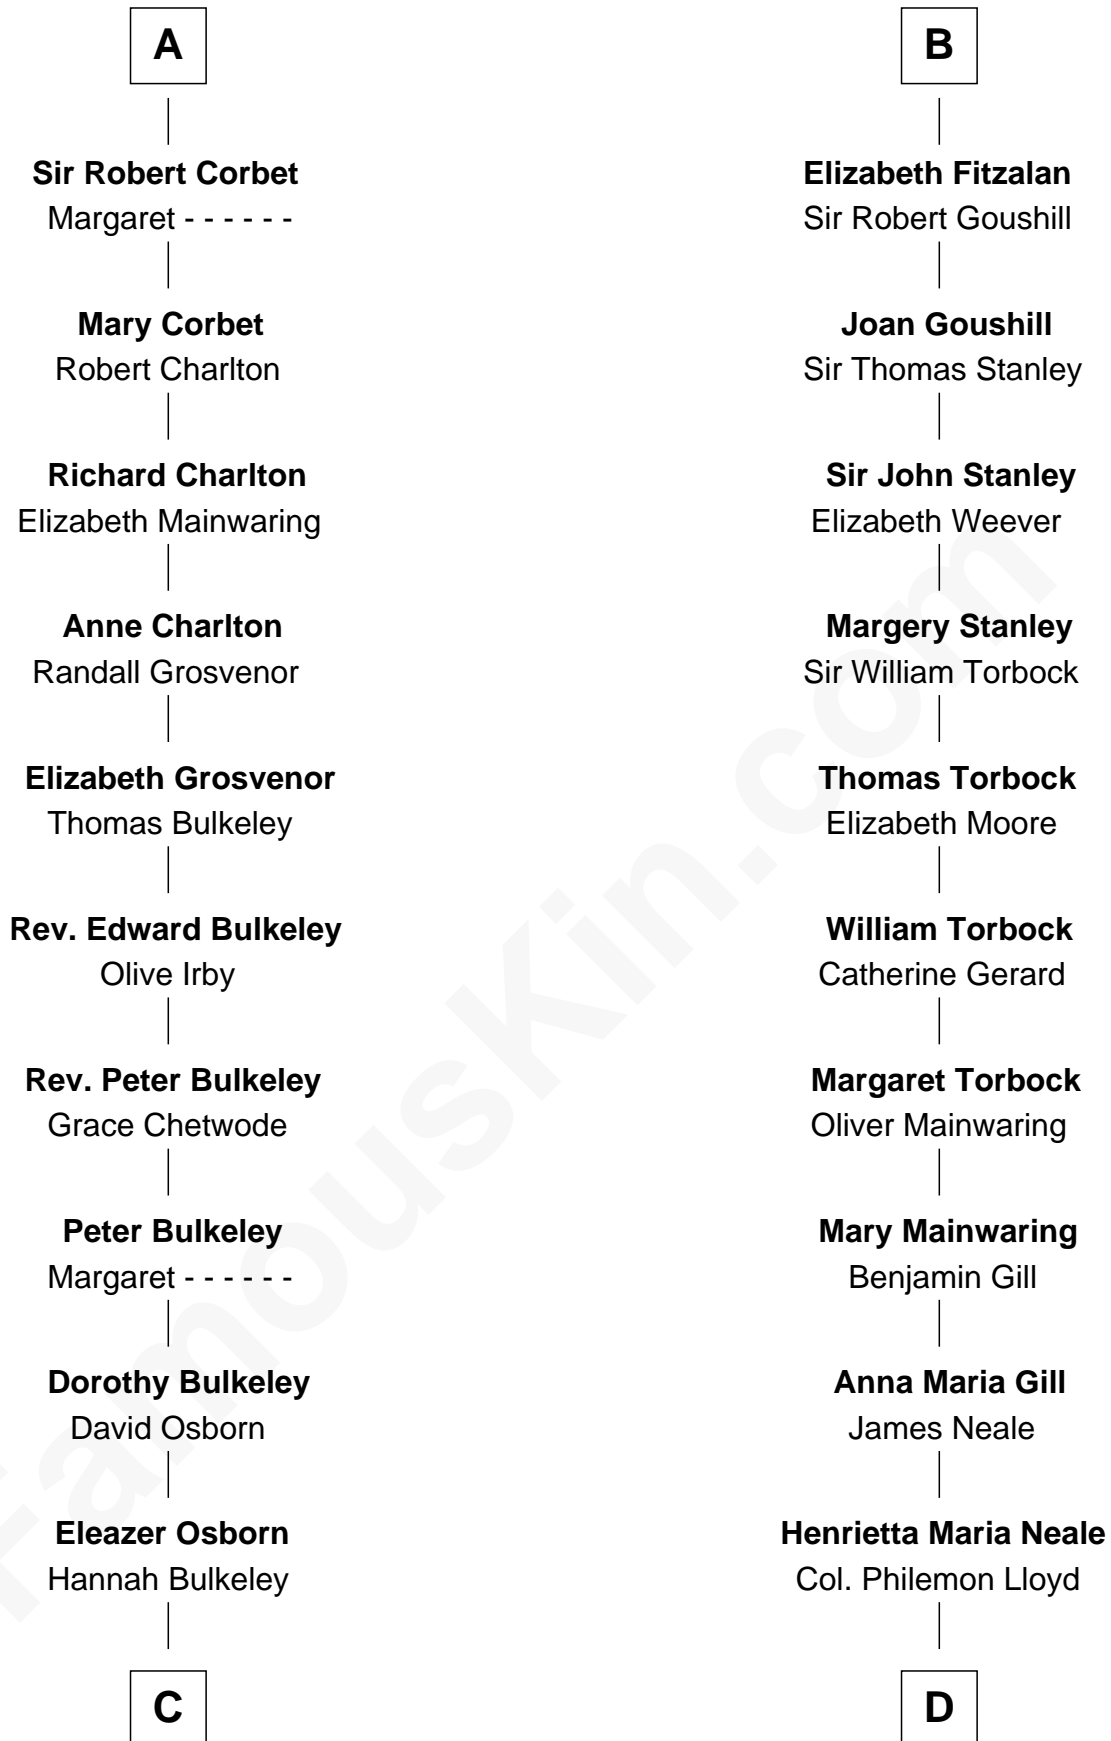 A
Sir Robert Corbet
Margaret - - - - - -
Mary Corbet
Robert Charlton
Richard Charlton
Elizabeth Mainwaring
Anne Charlton
Randall Grosvenor
Elizabeth Grosvenor
Thomas Bulkeley
Rev. Edward Bulkeley
Olive Irby
Rev. Peter Bulkeley
Grace Chetwode
Peter Bulkeley
Margaret - - - - - -
Dorothy Bulkeley
David Osborn
Eleazer Osborn
Hannah Bulkeley
C
B
Elizabeth Fitzalan
Sir Robert Goushill
Joan Goushill
Sir Thomas Stanley
Sir John Stanley
Elizabeth Weever
Margery Stanley
Sir William Torbock
Thomas Torbock
Elizabeth Moore
William Torbock
Catherine Gerard
Margaret Torbock
Oliver Mainwaring
Mary Mainwaring
Benjamin Gill
Anna Maria Gill
James Neale
Henrietta Maria Neale
Col. Philemon Lloyd
D
FamousKin.com